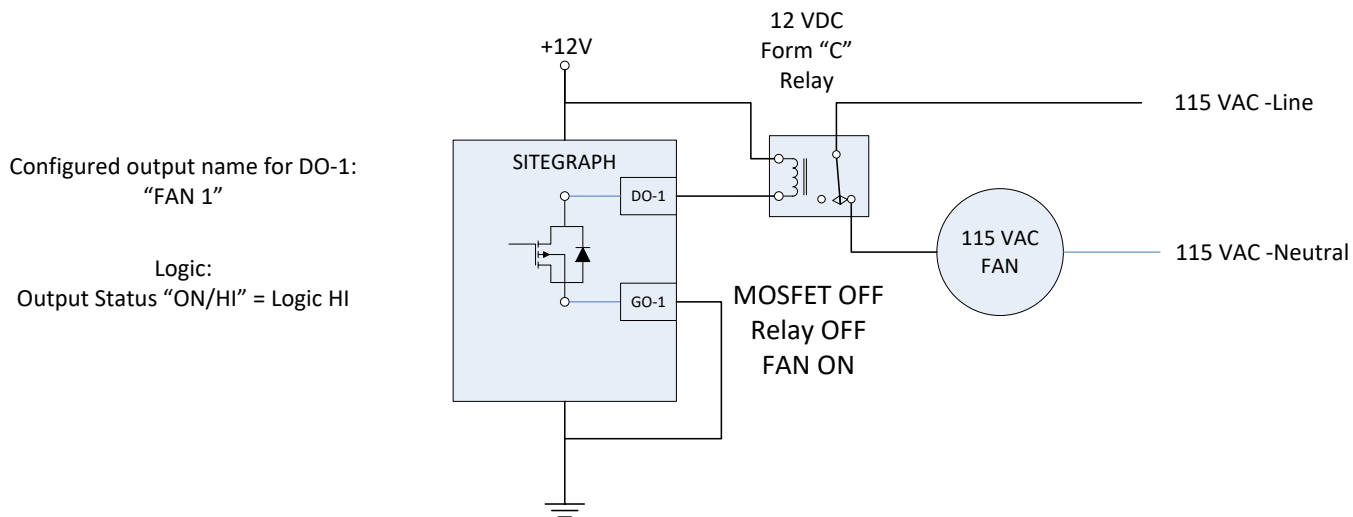 12 VDC
Form “C”
Relay
+12V
115 VAC -Line
Configured output name for DO-1:
“FAN 1”
SITEGRAPH
DO-1
115 VAC
FAN
115 VAC -Neutral
Logic:
Output Status “ON/HI” = Logic HI
GO-1
MOSFET OFF
Relay OFF
FAN ON